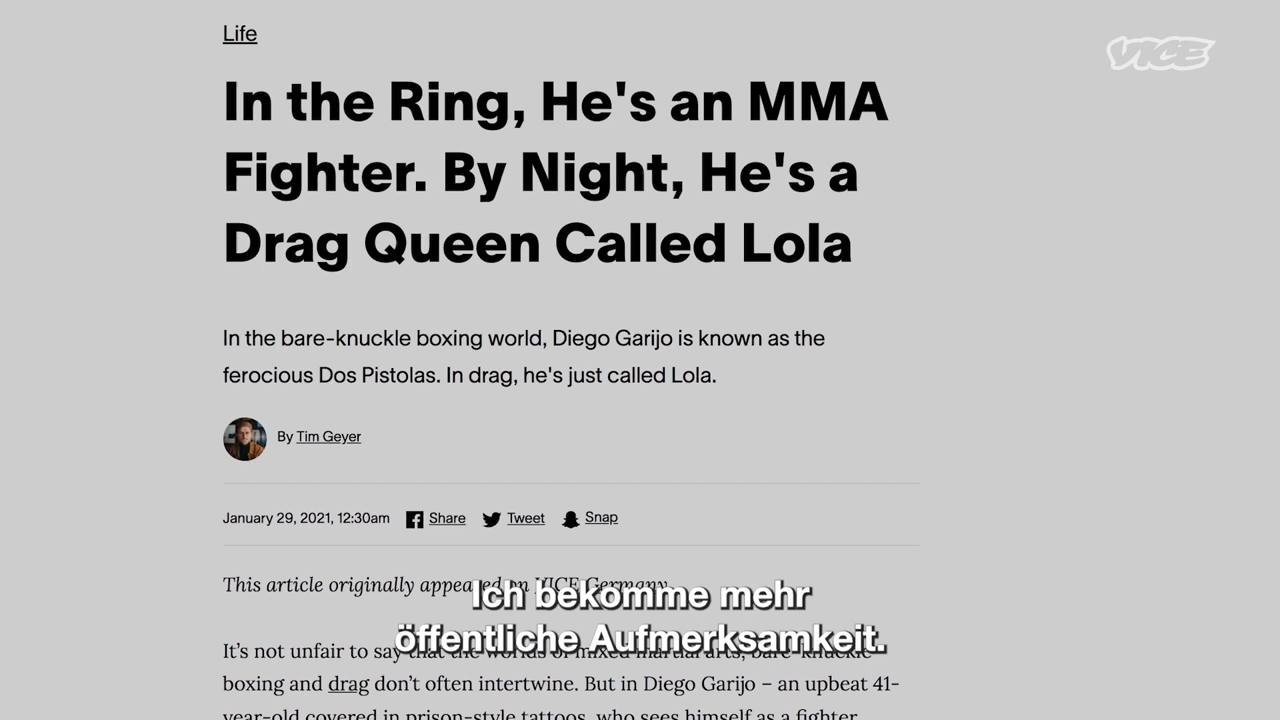 Life
VICE
In the Ring, He's an MMA
Fighter. By Night, He's a
Drag Queen Called Lola
In the bare-knuckle boxing world, Diego Garijo is known as the
ferocious Dos Pistolas. In drag, he's just called Lola.
By Tim Geyer
January 29, 2021, 12:30am Share Tweet Snap
This article originally appeared on VICE Germany.
Ich bekomme mehr
öffentliche Aufmerksamkeit.
It’s not unfair to say that the worlds of mixed martial arts, bare-knuckle
boxing and drag don’t often intertwine. But in Diego Garijo – an upbeat 41-
year-old covered in prison-style tattoos, who sees himself as a fighter